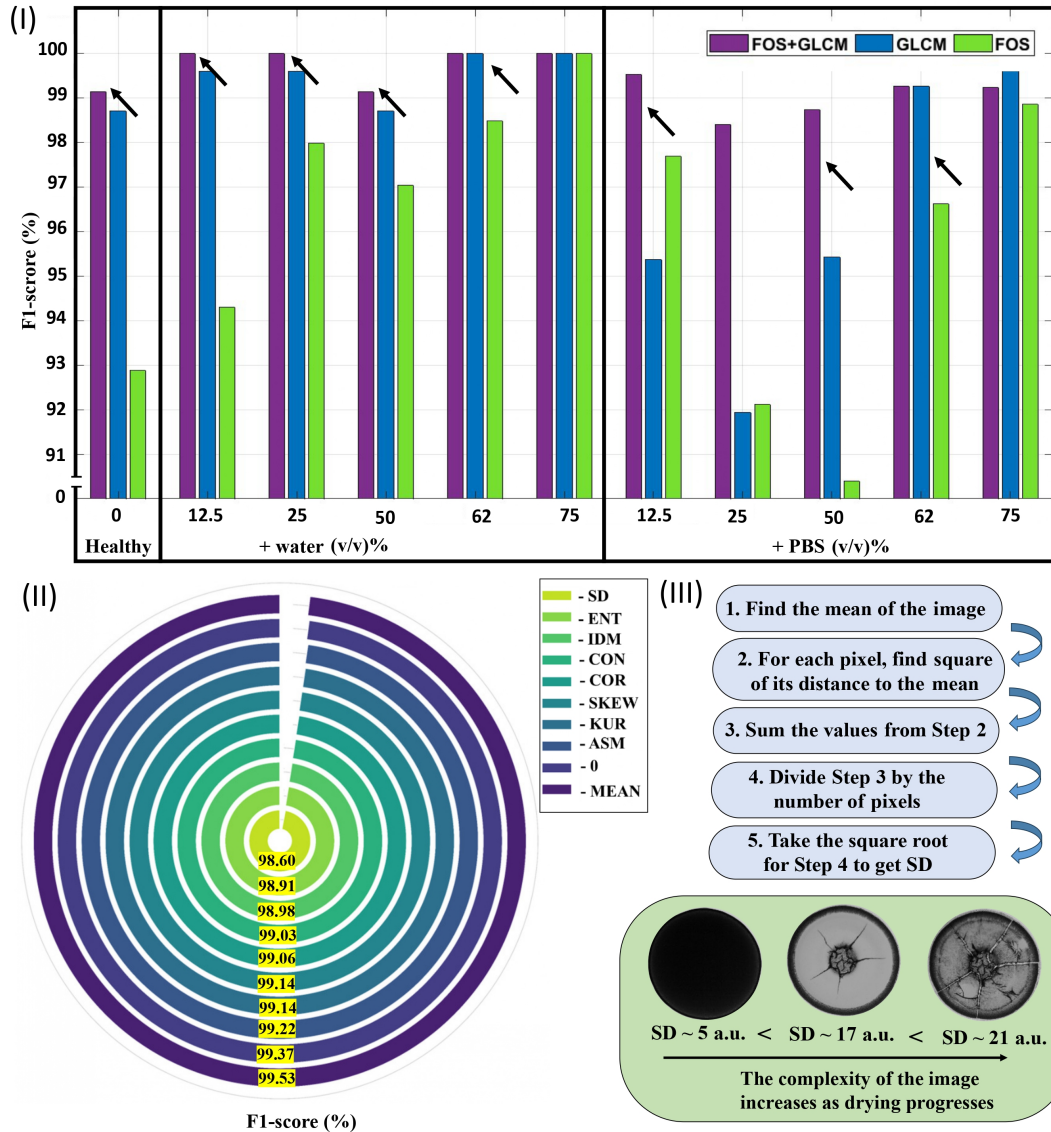 (I)
FOS+GLCM GLCM FOS
F1-scrore (%)
100
99
98
97
96
95
94
93
92
91
0
0 12.5 25 50 62 75 12.5 25 50 62 75
Healthy + water (v/v)% + PBS (v/v)%
(II)
- SD
- ENT
- IDM
- CON
- COR
- SKEW
- KUR
- ASM
- 0
- MEAN
98.60
98.91
98.98
99.03
99.06
99.14
99.14
99.22
99.37
99.53
F1-score (%)
(III)
1. Find the mean of the image
2. For each pixel, find square
of its distance to the mean
3. Sum the values from Step 2
4. Divide Step 3 by the
number of pixels
5. Take the square root
for Step 4 to get SD
SD ~ 5 a.u. < SD ~ 17 a.u. < SD ~ 21 a.u.
The complexity of the image
increases as drying progresses